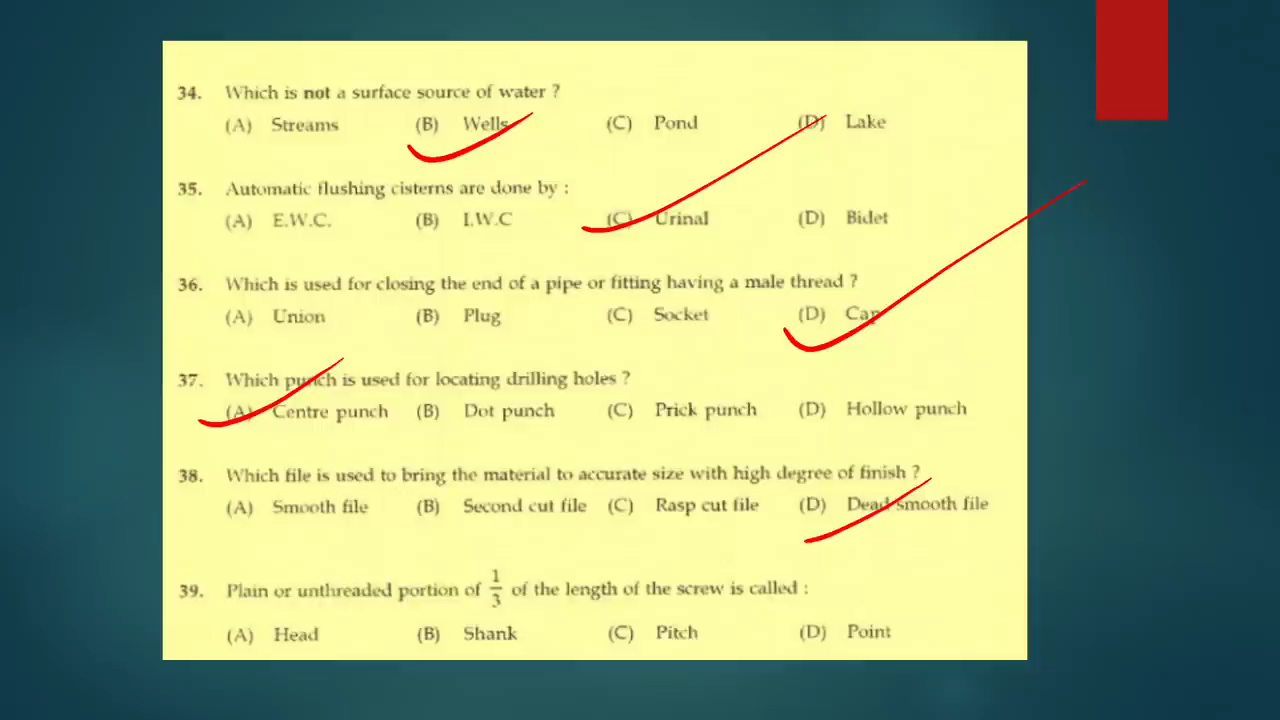 34. Which is not a surface source of water ?
(A) Streams (B) Wells (C) Pond (D) Lake
35. Automatic flushing cisterns are done by :
(A) E.W.C. (B) I.W.C (C) Urinal (D) Bidet
36. Which is used for closing the end of a pipe or fitting having a male thread ?
(A) Union (B) Plug (C) Socket (D) Cap
37. Which punch is used for locating drilling holes ?
(A) Centre punch (B) Dot punch (C) Prick punch (D) Hollow punch
38. Which file is used to bring the material to accurate size with high degree of finish ?
(A) Smooth file (B) Second cut file (C) Rasp cut file (D) Dead smooth file
39. Plain or unthreaded portion of 1/3 of the length of the screw is called :
(A) Head (B) Shank (C) Pitch (D) Point